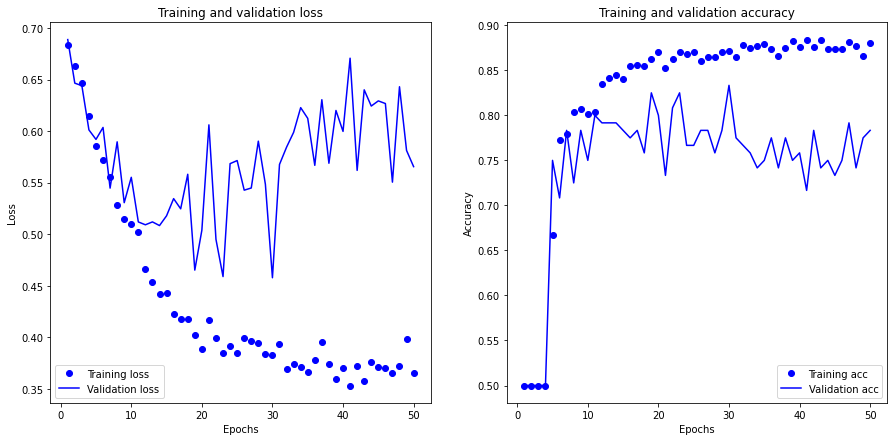 Training and validation loss
0.70
0.65
0.60
0.55
0.50
0.45
0.40
0.35
Loss
Training loss
Validation loss
0 10 20 30 40 50
Epochs
Training and validation accuracy
0.90
0.85
0.80
0.75
0.70
0.65
0.60
0.55
0.50
Accuracy
Training acc
Validation acc
0 10 20 30 40 50
Epochs